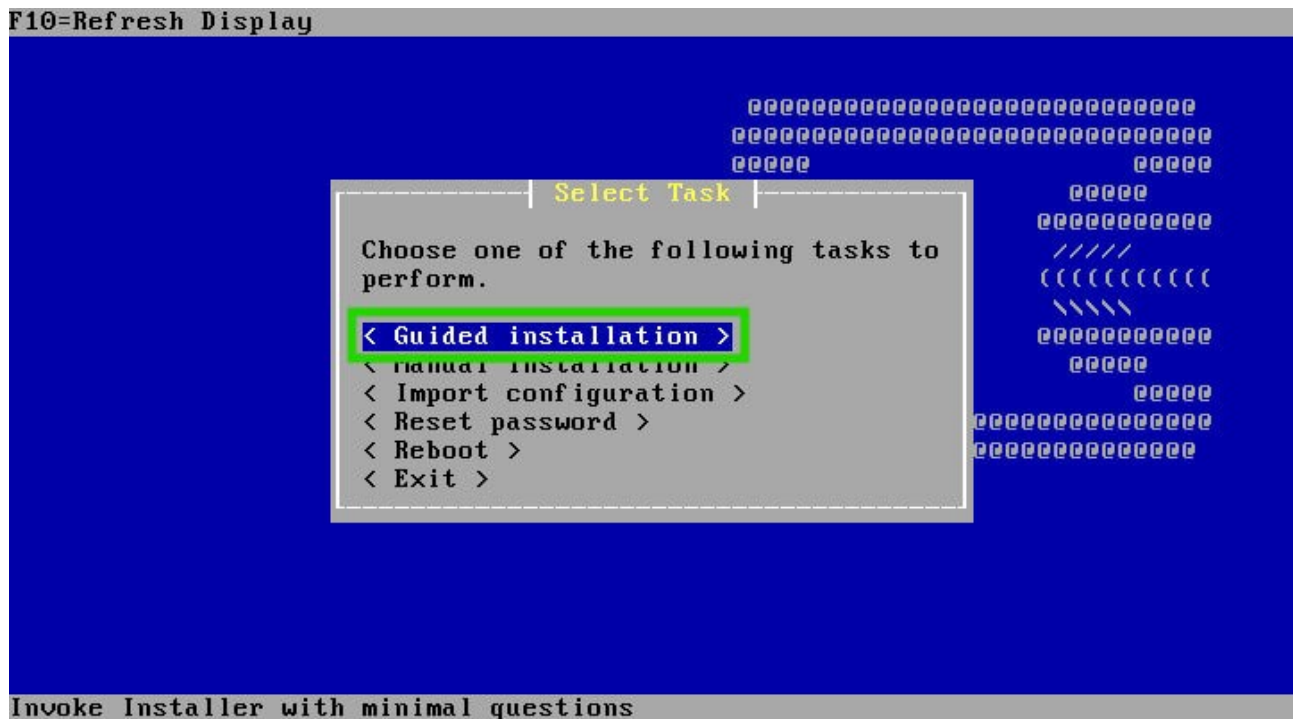 F10=Refresh Display
@@@@@@@@@@@@@@@@@@@@@@@@@@@@
@@@@@@@@@@@@@@@@@@@@@@@@@@@@@@
@@@@@ @@@@@
Select Task
@@@@@
@@@@@@@@@@@
Choose one of the following tasks to
/////
perform.
(((((((((((
\\\\\
< Guided installation >
@@@@@@@@@@@
< Manual installation >
@@@@@
< Import configuration >
@@@@@
< Reset password >
@@@@@@@@@@@@@@@
< Reboot >
@@@@@@@@@@@@@@
< Exit >
Invoke Installer with minimal questions